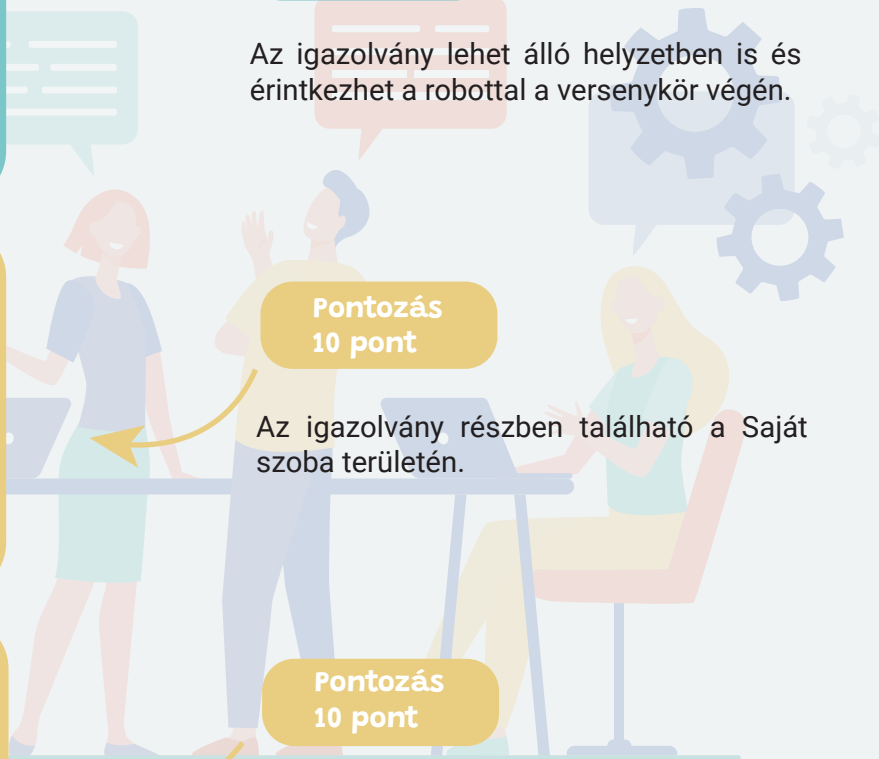 Az igazolvány lehet álló helyzetben is és
érintkezhet a robottal a versenykör végén.
Pontozás
10 pont
Az igazolvány részben található a Saját
szoba területén.
Pontozás
10 pont